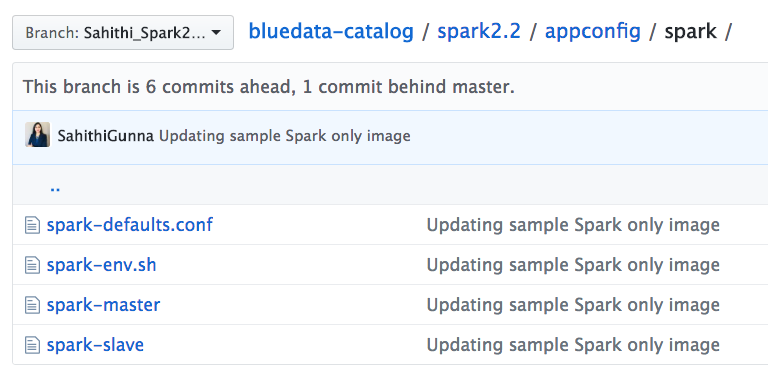 Branch: Sahithi_Spark2... bluedata-catalog / spark2.2 / appconfig / spark /
This branch is 6 commits ahead, 1 commit behind master.
SahithiGunna Updating sample Spark only image
..
spark-defaults.conf Updating sample Spark only image
spark-env.sh Updating sample Spark only image
spark-master Updating sample Spark only image
spark-slave Updating sample Spark only image